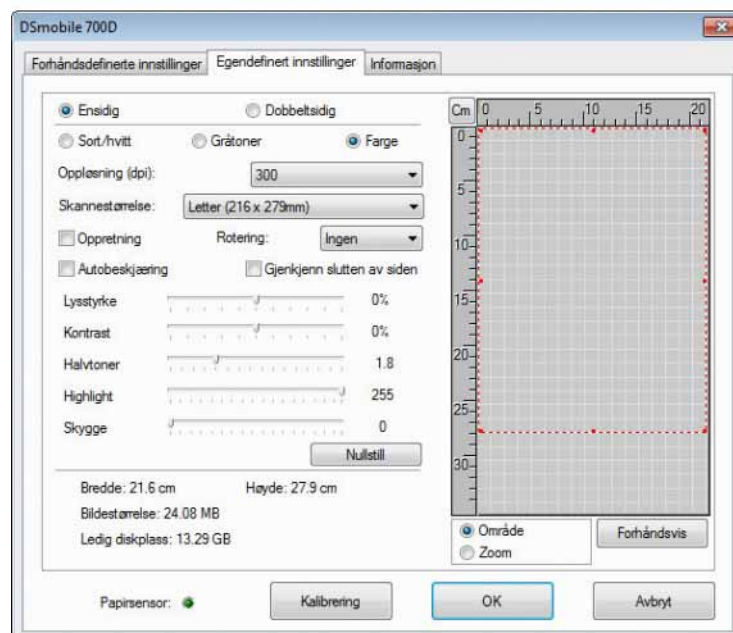 DSmobile 700D
Forhåndsdefinerte innstillinger Egendefinert innstillinger Informasjon
Ensidig Dobbeltsidig
Sort/hvitt Gråtoner Farge
Oppløsning (dpi): 300
Skannestørrelse: Letter (216 x 279mm)
Oppretning Rotering: Ingen
Autobeskjæring Gjenkjenn slutten av siden
Lysstyrke 0%
Kontrast 0%
Halvtoner 1.8
Highlight 255
Skygge 0
Nullstill
Bredde: 21.6 cm Høyde: 27.9 cm
Bildestørrelse: 24.08 MB
Ledig diskplass: 13.29 GB
Cm 0 5 10 15 20
0
5
10
15
20
25
30
Område
Zoom
Forhåndsvis
Papirsensor: Kalibrering OK Avbryt